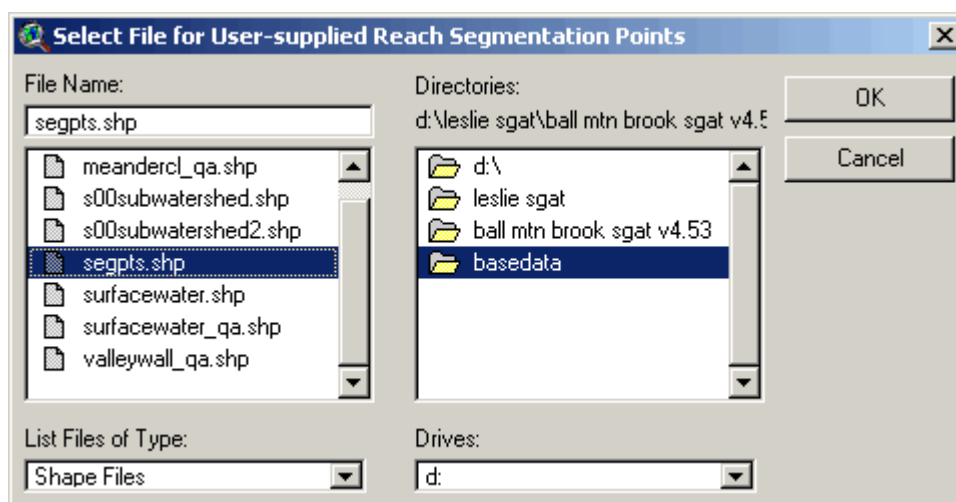 Select File for User-supplied Reach Segmentation Points
File Name:
segpts.shp
meandercl_qa.shp
s00subwatershed.shp
s00subwatershed2.shp
segpts.shp
surfacewater.shp
surfacewater_qa.shp
valleywall_qa.shp
List Files of Type:
Shape Files
Directories:
d:\leslie sgat\ball mtn brook sgat v4.5
d:\
leslie sgat
ball mtn brook sgat v4.53
basedata
Drives:
d:
OK
Cancel